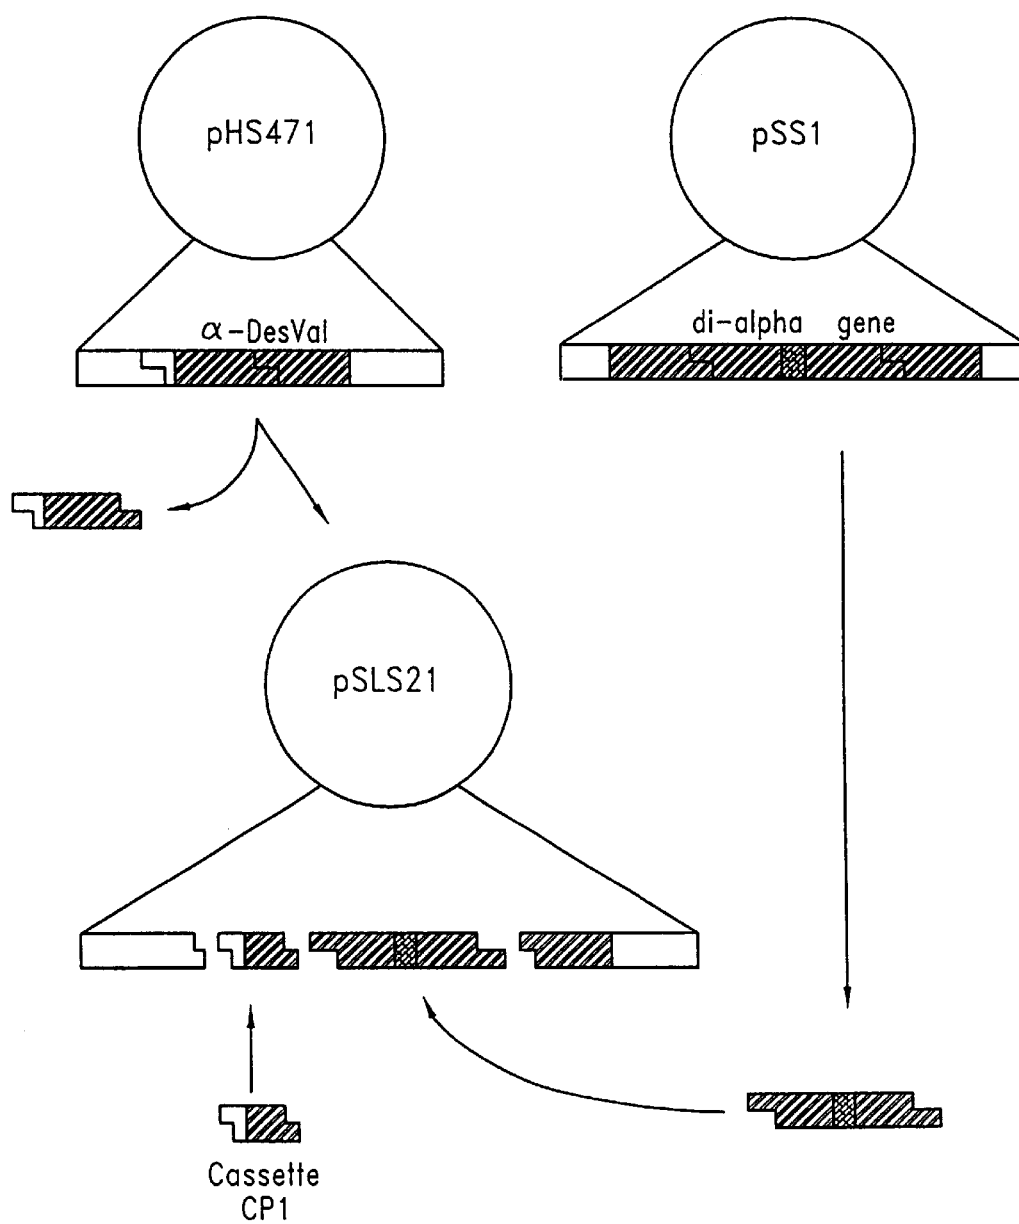 pHS471
pSS1
α-DesVal
di-alpha gene
pSLS21
Cassette
CP1